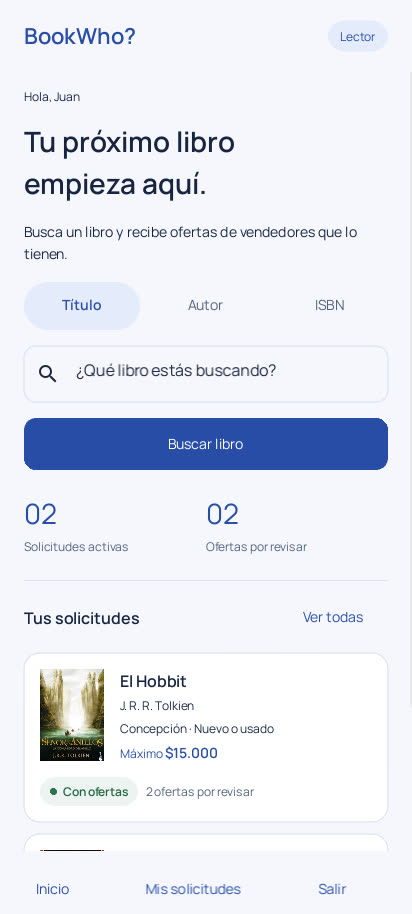 BookWho?
Lector
Hola, Juan
Tu próximo libro
empieza aquí.
Busca un libro y recibe ofertas de vendedores que lo
tienen.
Título
Autor
ISBN
¿Qué libro estás buscando?
Buscar libro
02
02
Solicitudes activas
Ofertas por revisar
Tus solicitudes
Ver todas
SEÑOR ANILLOS
J.R.R. TOLKIEN
El Hobbit
J. R. R. Tolkien
Concepción · Nuevo o usado
Máximo $15.000
Con ofertas
2 ofertas por revisar
Inicio
Mis solicitudes
Salir